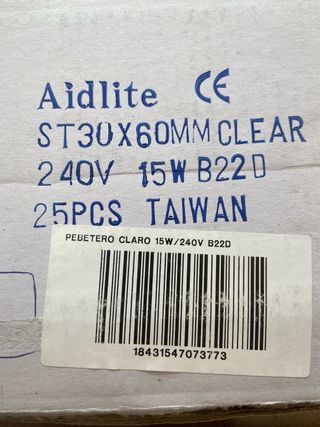 Aidlite CE
ST30X60MM CLEAR
240V 15W B22D
25PCS TAIWAN
PEBETERO CLARO 15W/240V B22D
18431547073773